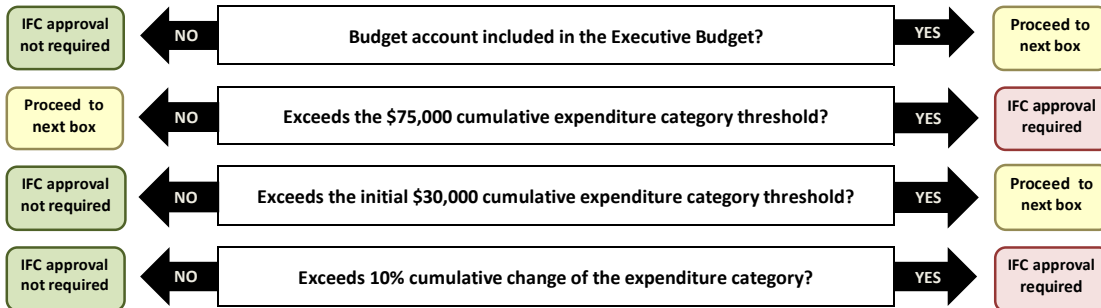 IFC approval
not required
NO
Budget account included in the Executive Budget?
YES
Proceed to
next box
Proceed to
next box
NO
Exceeds the $75,000 cumulative expenditure category threshold?
YES
IFC approval
required
IFC approval
not required
NO
Exceeds the initial $30,000 cumulative expenditure category threshold?
YES
Proceed to
next box
IFC approval
not required
NO
Exceeds 10% cumulative change of the expenditure category?
YES
IFC approval
required